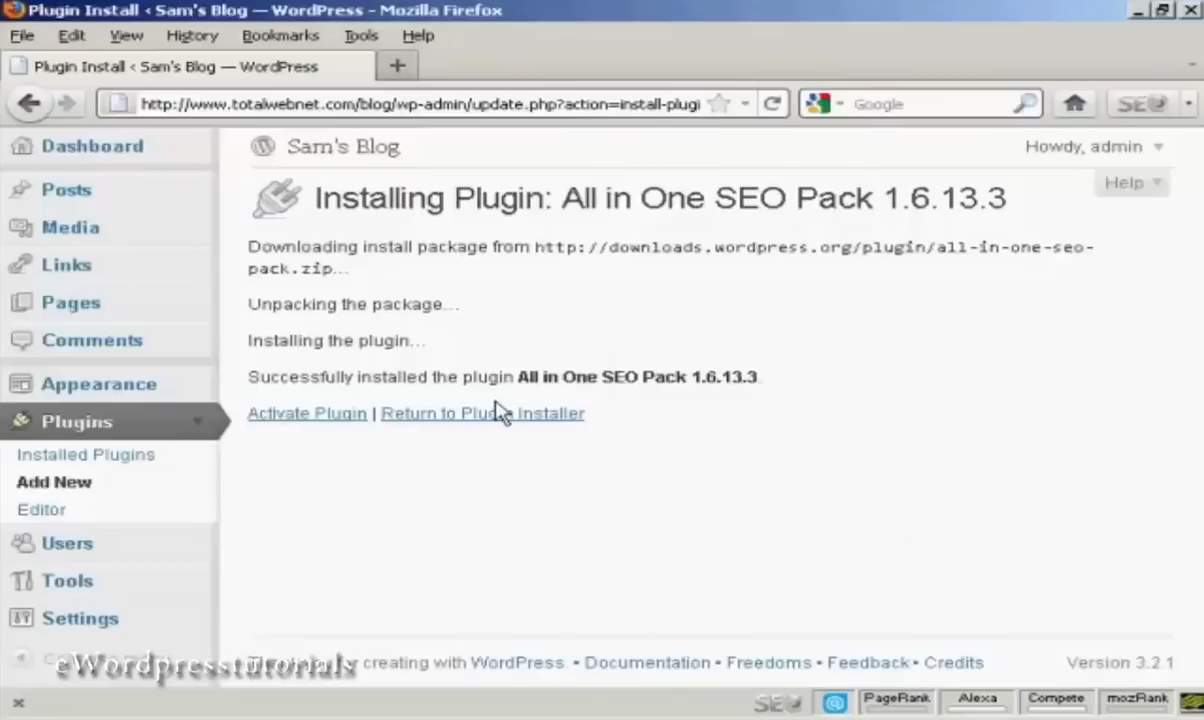 Plugin Install ‹ Sam's Blog — WordPress - Mozilla Firefox
File Edit View History Bookmarks Tools Help
Plugin Install ‹ Sam's Blog — WordPress
http://www.totalwebnet.com/blog/wp-admin/update.php?action=install-plugi Google
Dashboard
Posts
Media
Links
Pages
Comments
Appearance
Plugins
Installed Plugins
Add New
Editor
Users
Tools
Settings
Sam's Blog Howdy, admin
Help
Installing Plugin: All in One SEO Pack 1.6.13.3
Downloading install package from http://downloads.wordpress.org/plugin/all-in-one-seo-
pack.zip...
Unpacking the package...
Installing the plugin...
Successfully installed the plugin All in One SEO Pack 1.6.13.3.
Activate Plugin | Return to Plugin Installer
eWordpresstutorials
creating with WordPress. • Documentation • Freedoms • Feedback • Credits Version 3.2.1
PageRank Alexa Compete mozRank